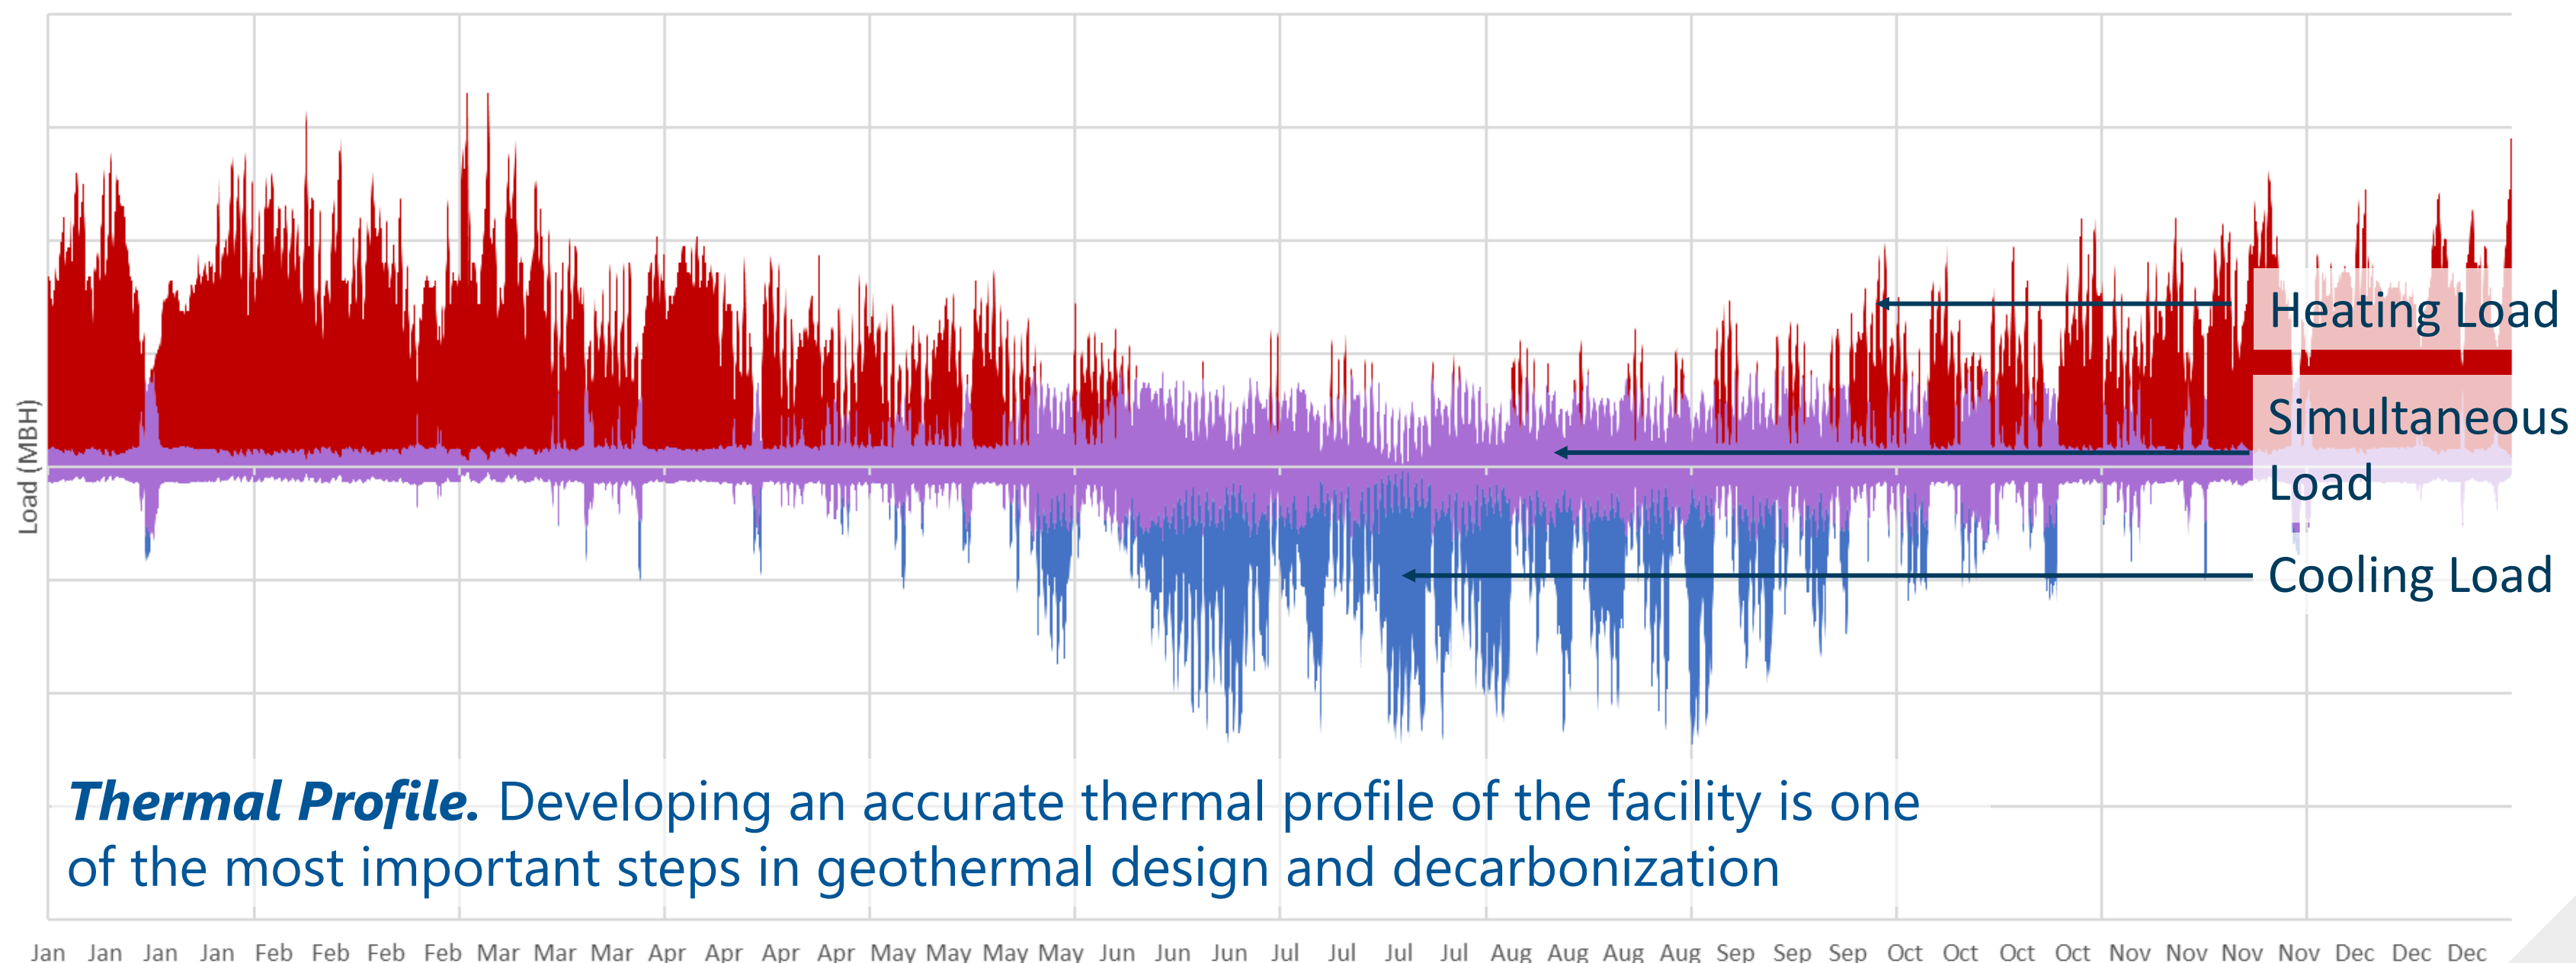 Load (MBH)
Heating Load
Simultaneous
Load
Cooling Load
Thermal Profile. Developing an accurate thermal profile of the facility is one
of the most important steps in geothermal design and decarbonization
Jan Jan Jan Jan Feb Feb Feb Feb Mar Mar Mar Apr Apr Apr Apr May May May May Jun Jun Jun Jul Jul Jul Jul Aug Aug Aug Aug Sep Sep Sep Oct Oct Oct Oct Nov Nov Nov Nov Dec Dec Dec